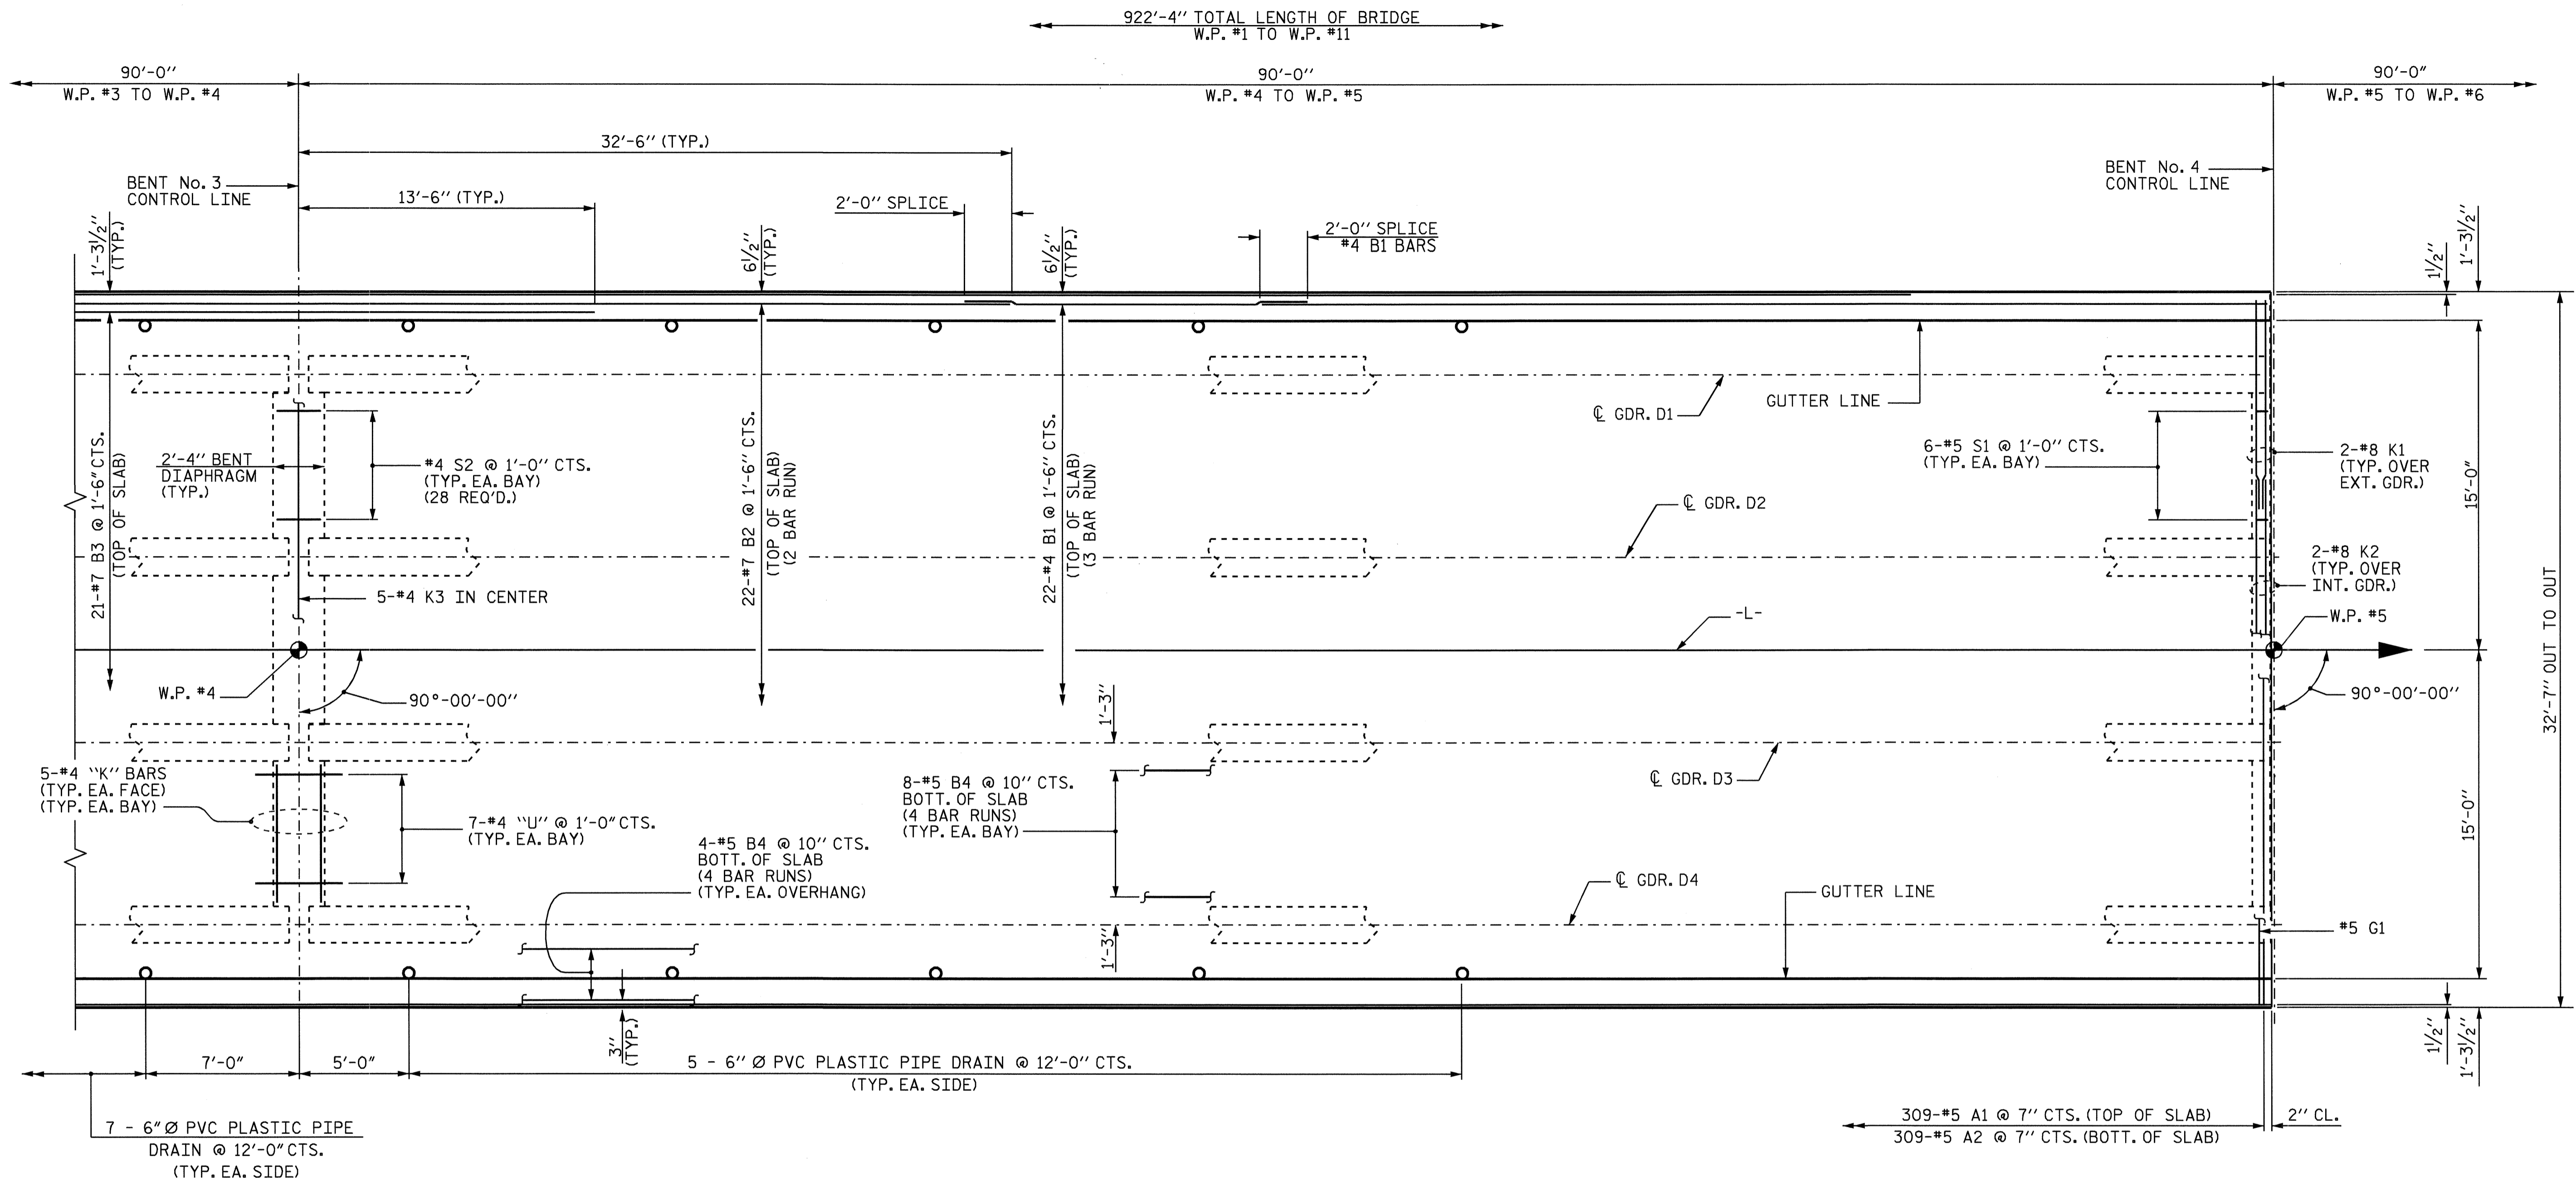 922'-4" TOTAL LENGTH OF BRIDGE
W.P. #1 TO W.P. #11
90'-0"
W.P. #3 TO W.P. #4
90'-0"
W.P. #4 TO W.P. #5
90'-0"
W.P. #5 TO W.P. #6
32'-6" (TYP.)
BENT No. 3
CONTROL LINE
BENT No. 4
CONTROL LINE
13'-6" (TYP.)
2'-0" SPLICE
2'-0" SPLICE
#4 B1 BARS
1'-3½"
(TYP.)
6½"
(TYP.)
6½"
(TYP.)
1½"
1'-3½"
21-#7 B3 @ 1'-6" CTS.
(TOP OF SLAB)
2'-4" BENT
DIAPHRAGM
(TYP.)
#4 S2 @ 1'-0" CTS.
(TYP. EA. BAY)
(28 REQ'D.)
22-#7 B2 @ 1'-6" CTS.
(TOP OF SLAB)
(2 BAR RUN)
22-#4 B1 @ 1'-6" CTS.
(TOP OF SLAB)
(3 BAR RUN)
℄ GDR. D1
GUTTER LINE
6-#5 S1 @ 1'-0" CTS.
(TYP. EA. BAY)
2-#8 K1
(TYP. OVER
EXT. GDR.)
15'-0"
℄ GDR. D2
2-#8 K2
(TYP. OVER
INT. GDR.)
5-#4 K3 IN CENTER
-L-
W.P. #5
32'-7" OUT TO OUT
W.P. #4
90°-00'-00"
90°-00'-00"
1'-3"
5-#4 "K" BARS
(TYP. EA. FACE)
(TYP. EA. BAY)
7-#4 "U" @ 1'-0" CTS.
(TYP. EA. BAY)
4-#5 B4 @ 10" CTS.
BOTT. OF SLAB
(4 BAR RUNS)
(TYP. EA. OVERHANG)
8-#5 B4 @ 10" CTS.
BOTT. OF SLAB
(4 BAR RUNS)
(TYP. EA. BAY)
℄ GDR. D3
15'-0"
℄ GDR. D4
GUTTER LINE
#5 G1
1'-3"
3"
(TYP.)
1½"
1'-3½"
7'-0"
5'-0"
5 - 6" Ø PVC PLASTIC PIPE DRAIN @ 12'-0" CTS.
(TYP. EA. SIDE)
7 - 6" Ø PVC PLASTIC PIPE
DRAIN @ 12'-0" CTS.
(TYP. EA. SIDE)
309-#5 A1 @ 7" CTS. (TOP OF SLAB)
309-#5 A2 @ 7" CTS. (BOTT. OF SLAB)
2" CL.